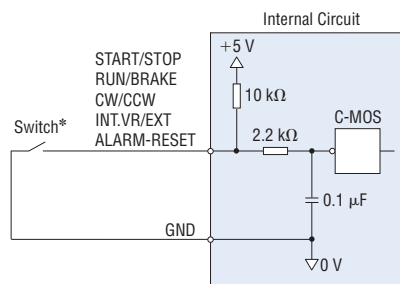 Internal Circuit
+5 V
START/STOP
RUN/BRAKE
CW/CCW
INT.VR/EXT
ALARM-RESET
10 kΩ
C-MOS
Switch*
2.2 kΩ
0.1 μF
GND
0 V